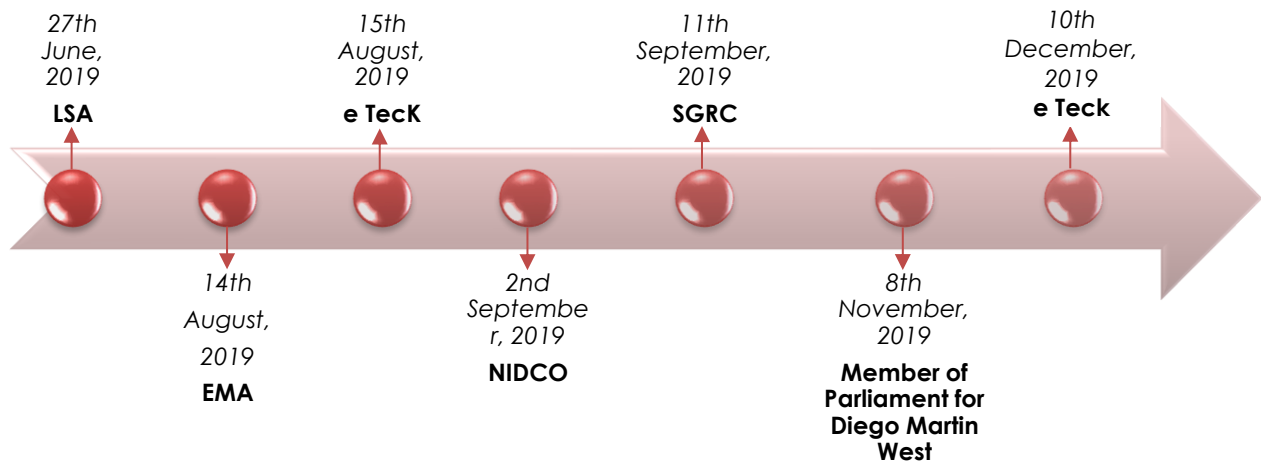 27th
June,
2019
LSA
14th
August,
2019
EMA
15th
August,
2019
e TecK
2nd
Septembe
r, 2019
NIDCO
11th
September,
2019
SGRC
8th
November,
2019
Member of
Parliament for
Diego Martin
West
10th
December,
2019
e Teck